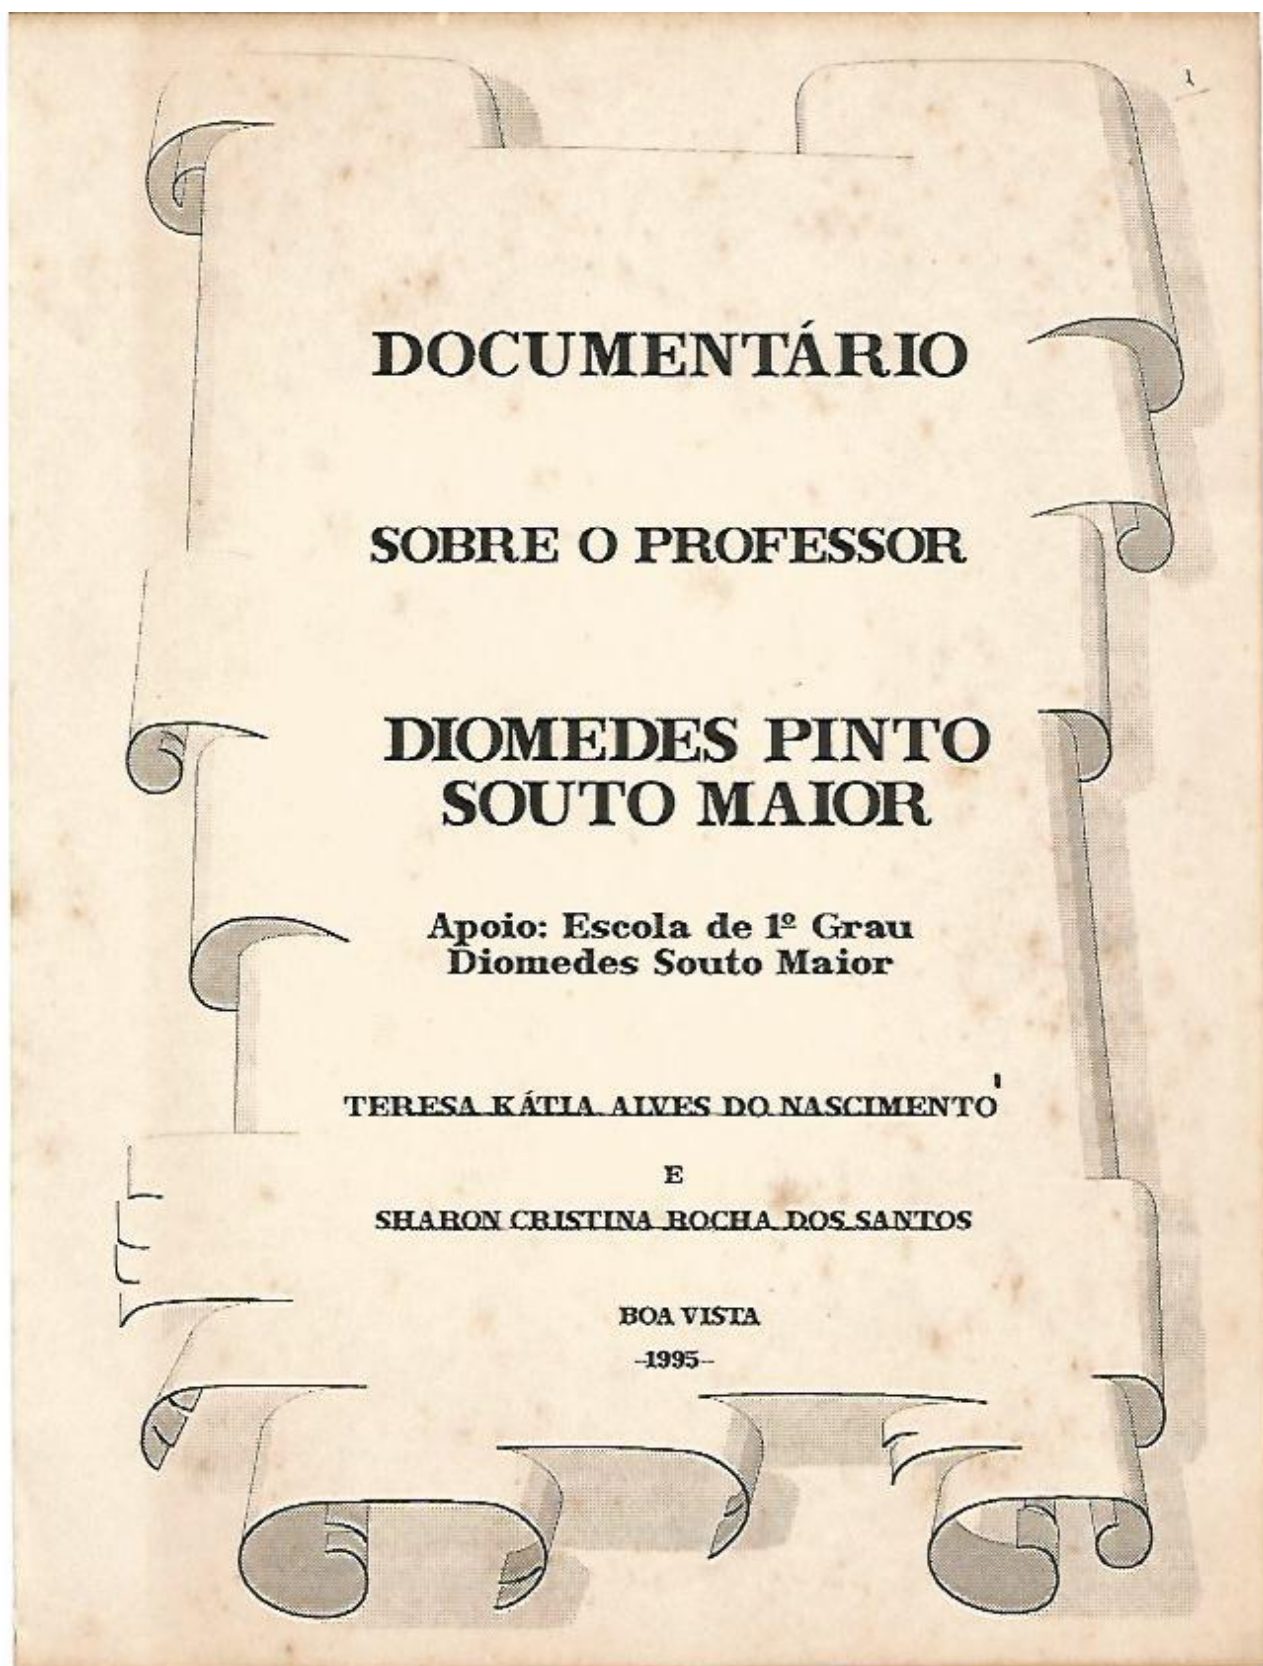 1
DOCUMENTÁRIO
SOBRE O PROFESSOR
DIOMEDES PINTO
SOUTO MAIOR
Apoio: Escola de 1º Grau
Diomedes Souto Maior
TERESA KÁTIA ALVES DO NASCIMENTO
E
SHARON CRISTINA ROCHA DOS SANTOS
BOA VISTA
-1995-